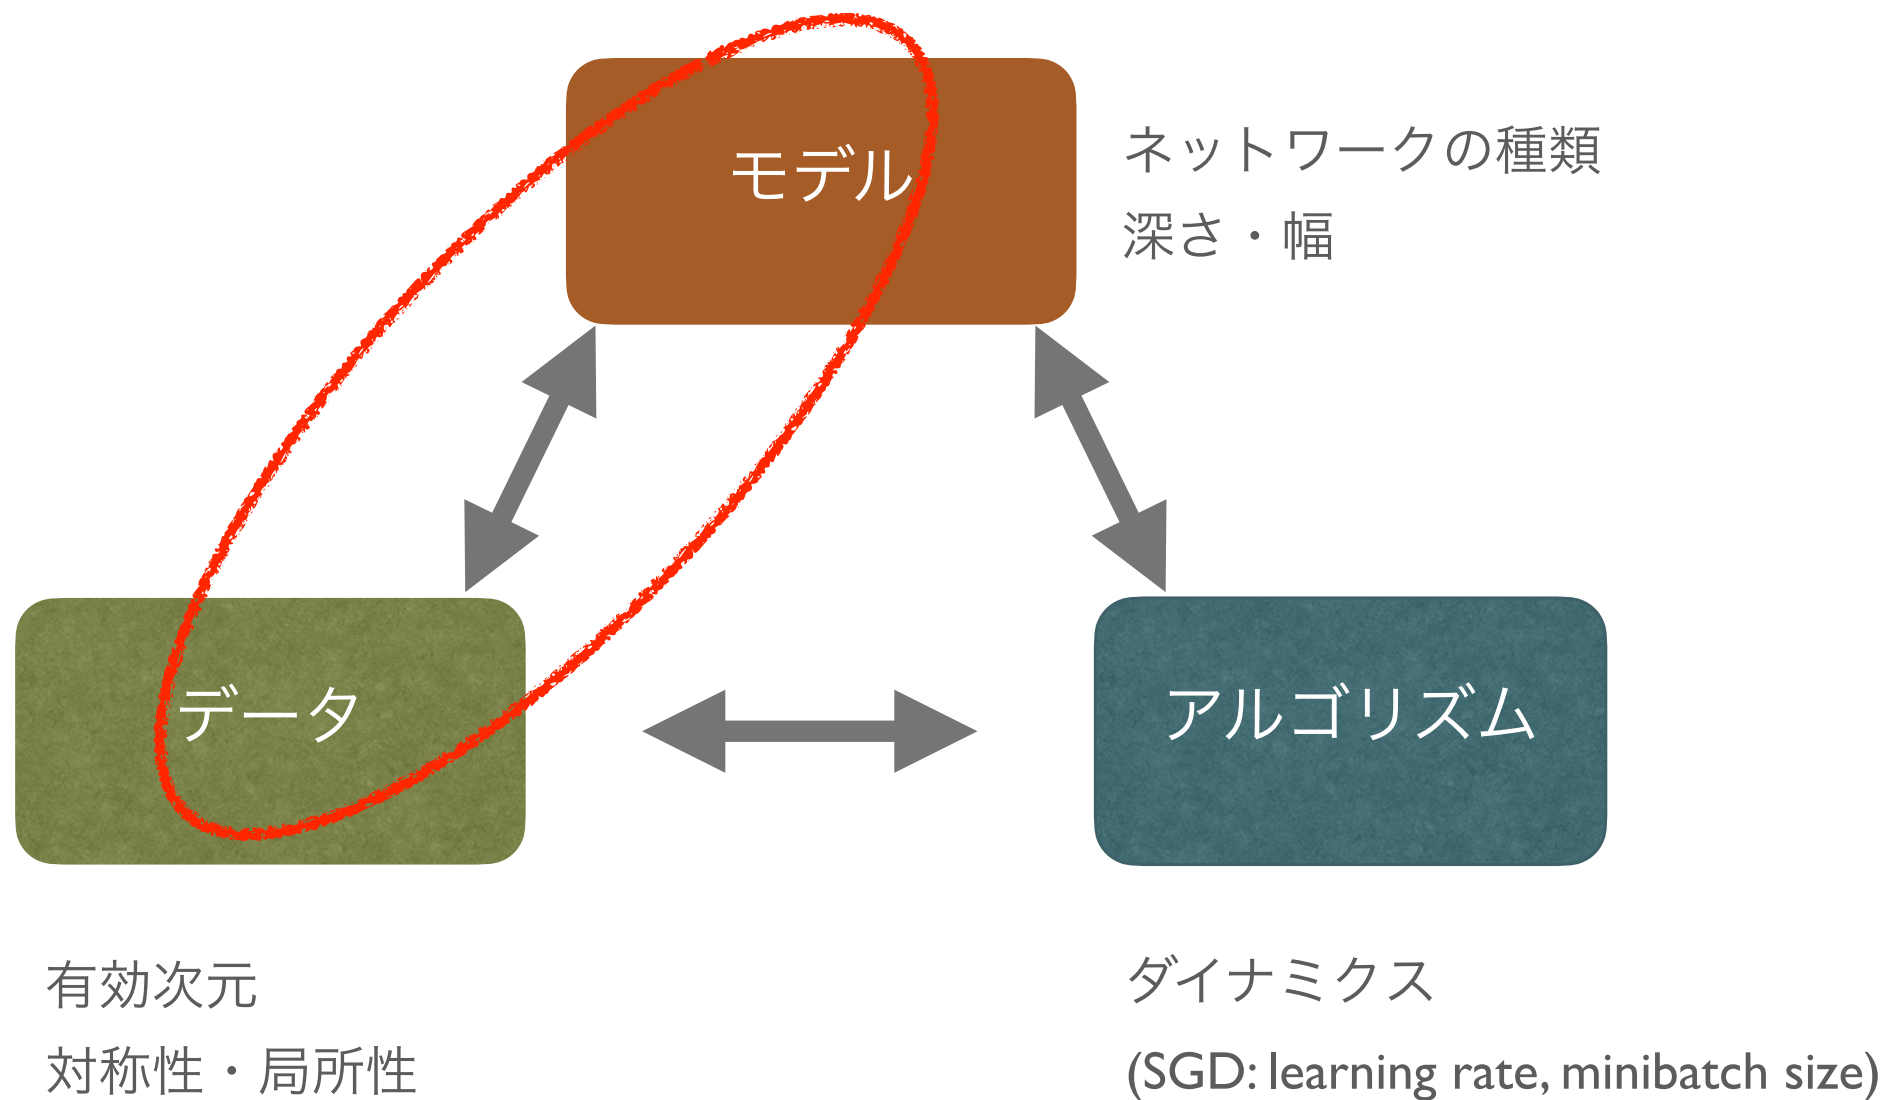 モデル
ネットワークの種類
深さ・幅
データ
アルゴリズム
有効次元
対称性・局所性
ダイナミクス
(SGD: learning rate, minibatch size)